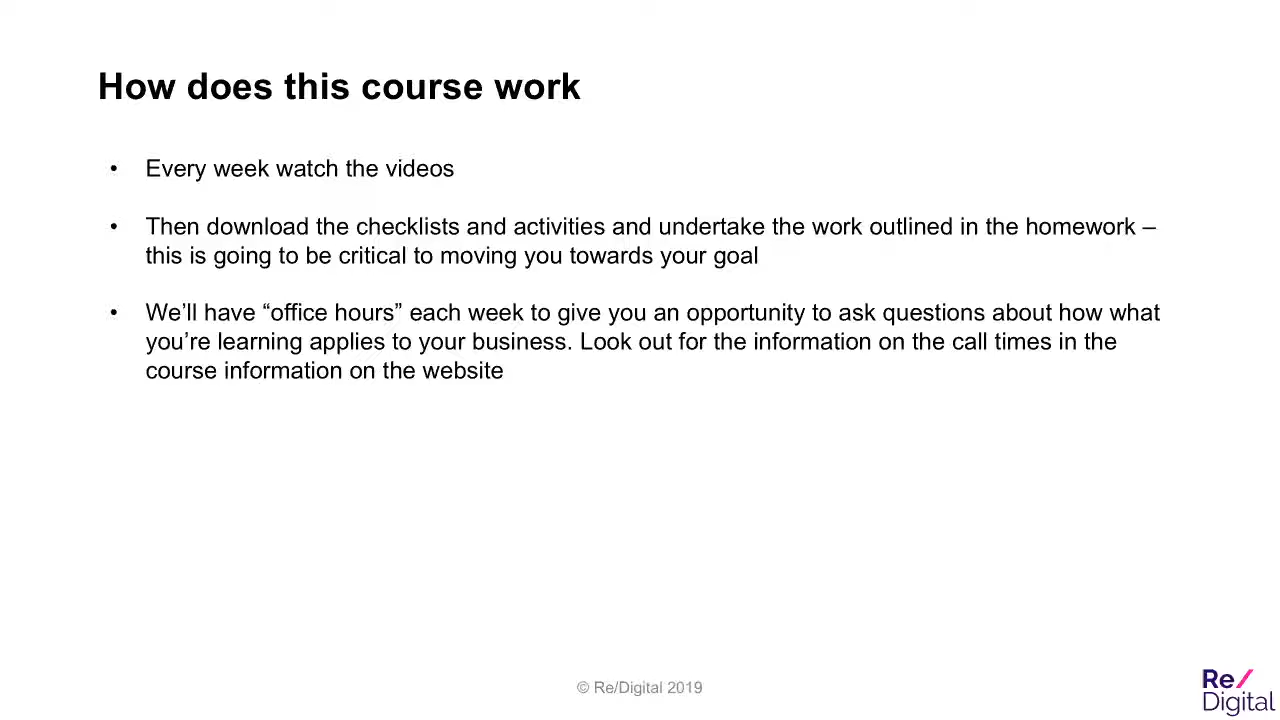 How does this course work
• Every week watch the videos
• Then download the checklists and activities and undertake the work outlined in the homework –
this is going to be critical to moving you towards your goal
• We’ll have “office hours” each week to give you an opportunity to ask questions about how what
you’re learning applies to your business. Look out for the information on the call times in the
course information on the website
© Re/Digital 2019
Re/
Digital